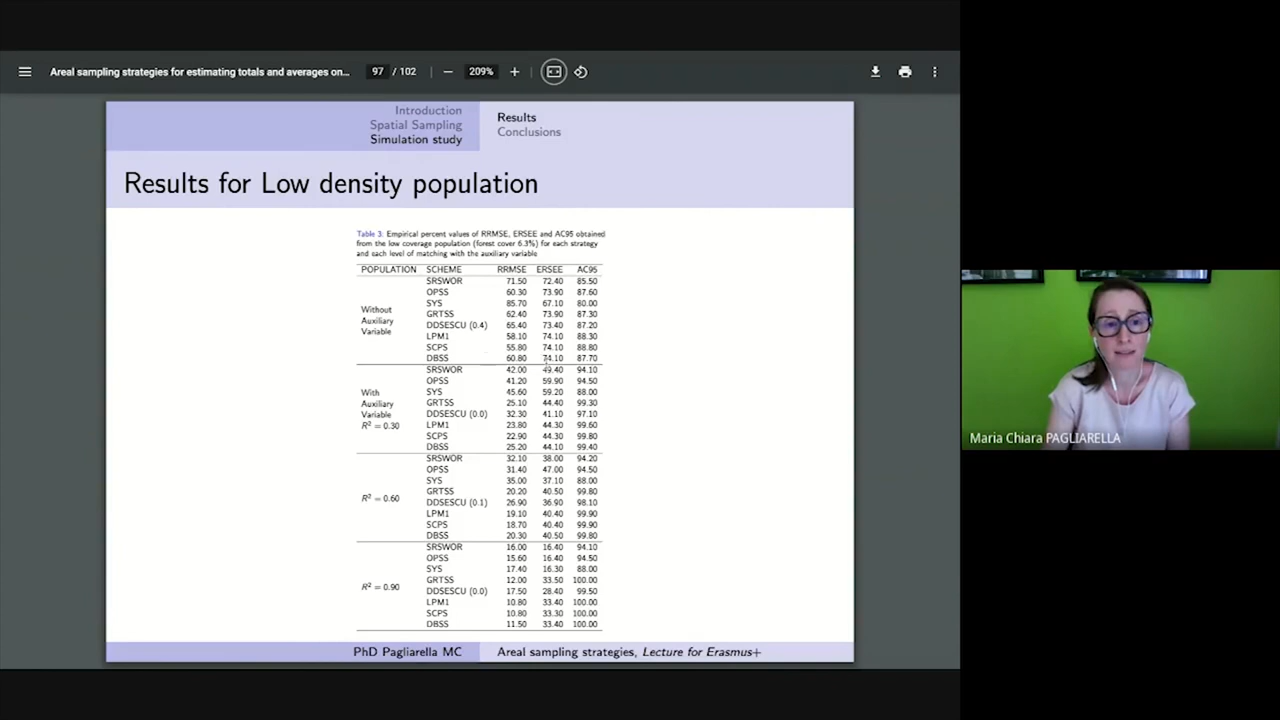 Areal sampling strategies for estimating totals and averages on...
97 / 102
209%
Introduction
Spatial Sampling
Simulation study
Results
Conclusions
Results for Low density population
Table 3: Empirical percent values of RRMSE, ERSEE and AC95 obtained
from the low coverage population (forest cover 6.3%) for each strategy
and each level of matching with the auxiliary variable
POPULATION SCHEME RRMSE ERSEE AC95
Without
Auxiliary
Variable
SRSWOR 71.50 72.40 85.50
OPSS 60.30 73.90 87.60
SYS 85.70 67.10 80.00
GRTSS 62.40 73.90 87.30
DDSESCU (0.4) 65.40 73.40 87.20
LPM1 58.10 74.10 88.30
SCPS 55.80 74.10 88.80
DBSS 60.80 74.10 87.70
With
Auxiliary
Variable
R² = 0.30
SRSWOR 42.00 49.40 94.10
OPSS 41.20 59.90 94.50
SYS 45.60 59.20 88.00
GRTSS 25.10 44.40 99.30
DDSESCU (0.0) 32.30 41.10 97.10
LPM1 23.80 44.30 99.60
SCPS 22.90 44.30 99.80
DBSS 25.20 44.10 99.40
R² = 0.60
SRSWOR 32.10 38.00 94.20
OPSS 31.40 47.00 94.50
SYS 35.00 37.10 88.00
GRTSS 20.20 40.50 99.80
DDSESCU (0.1) 26.90 36.90 98.10
LPM1 19.10 40.40 99.90
SCPS 18.70 40.40 99.90
DBSS 20.30 40.50 99.80
R² = 0.90
SRSWOR 16.00 16.40 94.10
OPSS 15.60 16.40 94.50
SYS 17.40 16.30 88.00
GRTSS 12.00 33.50 100.00
DDSESCU (0.0) 17.50 28.40 99.50
LPM1 10.80 33.40 100.00
SCPS 10.80 33.30 100.00
DBSS 11.50 33.40 100.00
PhD Pagliarella MC
Areal sampling strategies, Lecture for Erasmus+
Maria Chiara PAGLIARELLA